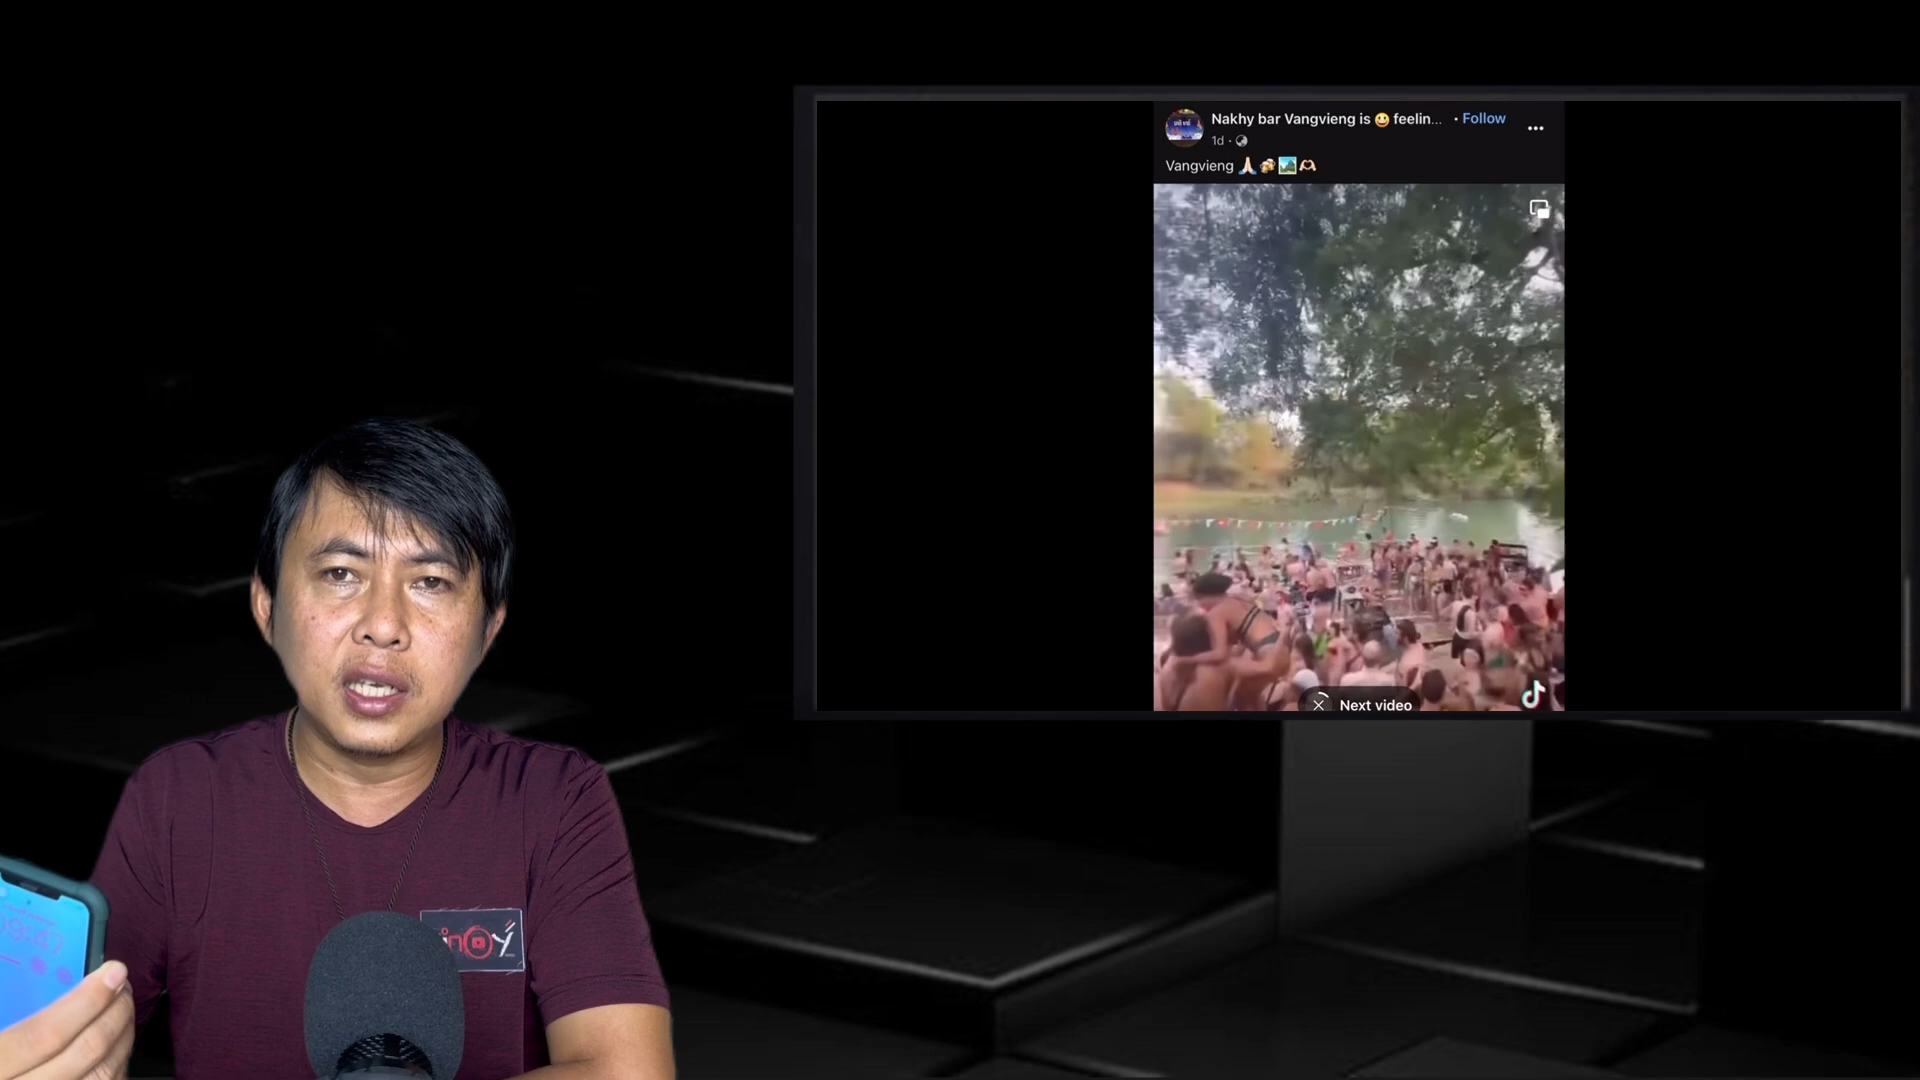 Nakhy bar Vangvieng is 😀 feelin... · Follow
1d ·
Vangvieng 🙏🏻🍻🏞️🫶🏻
Next video